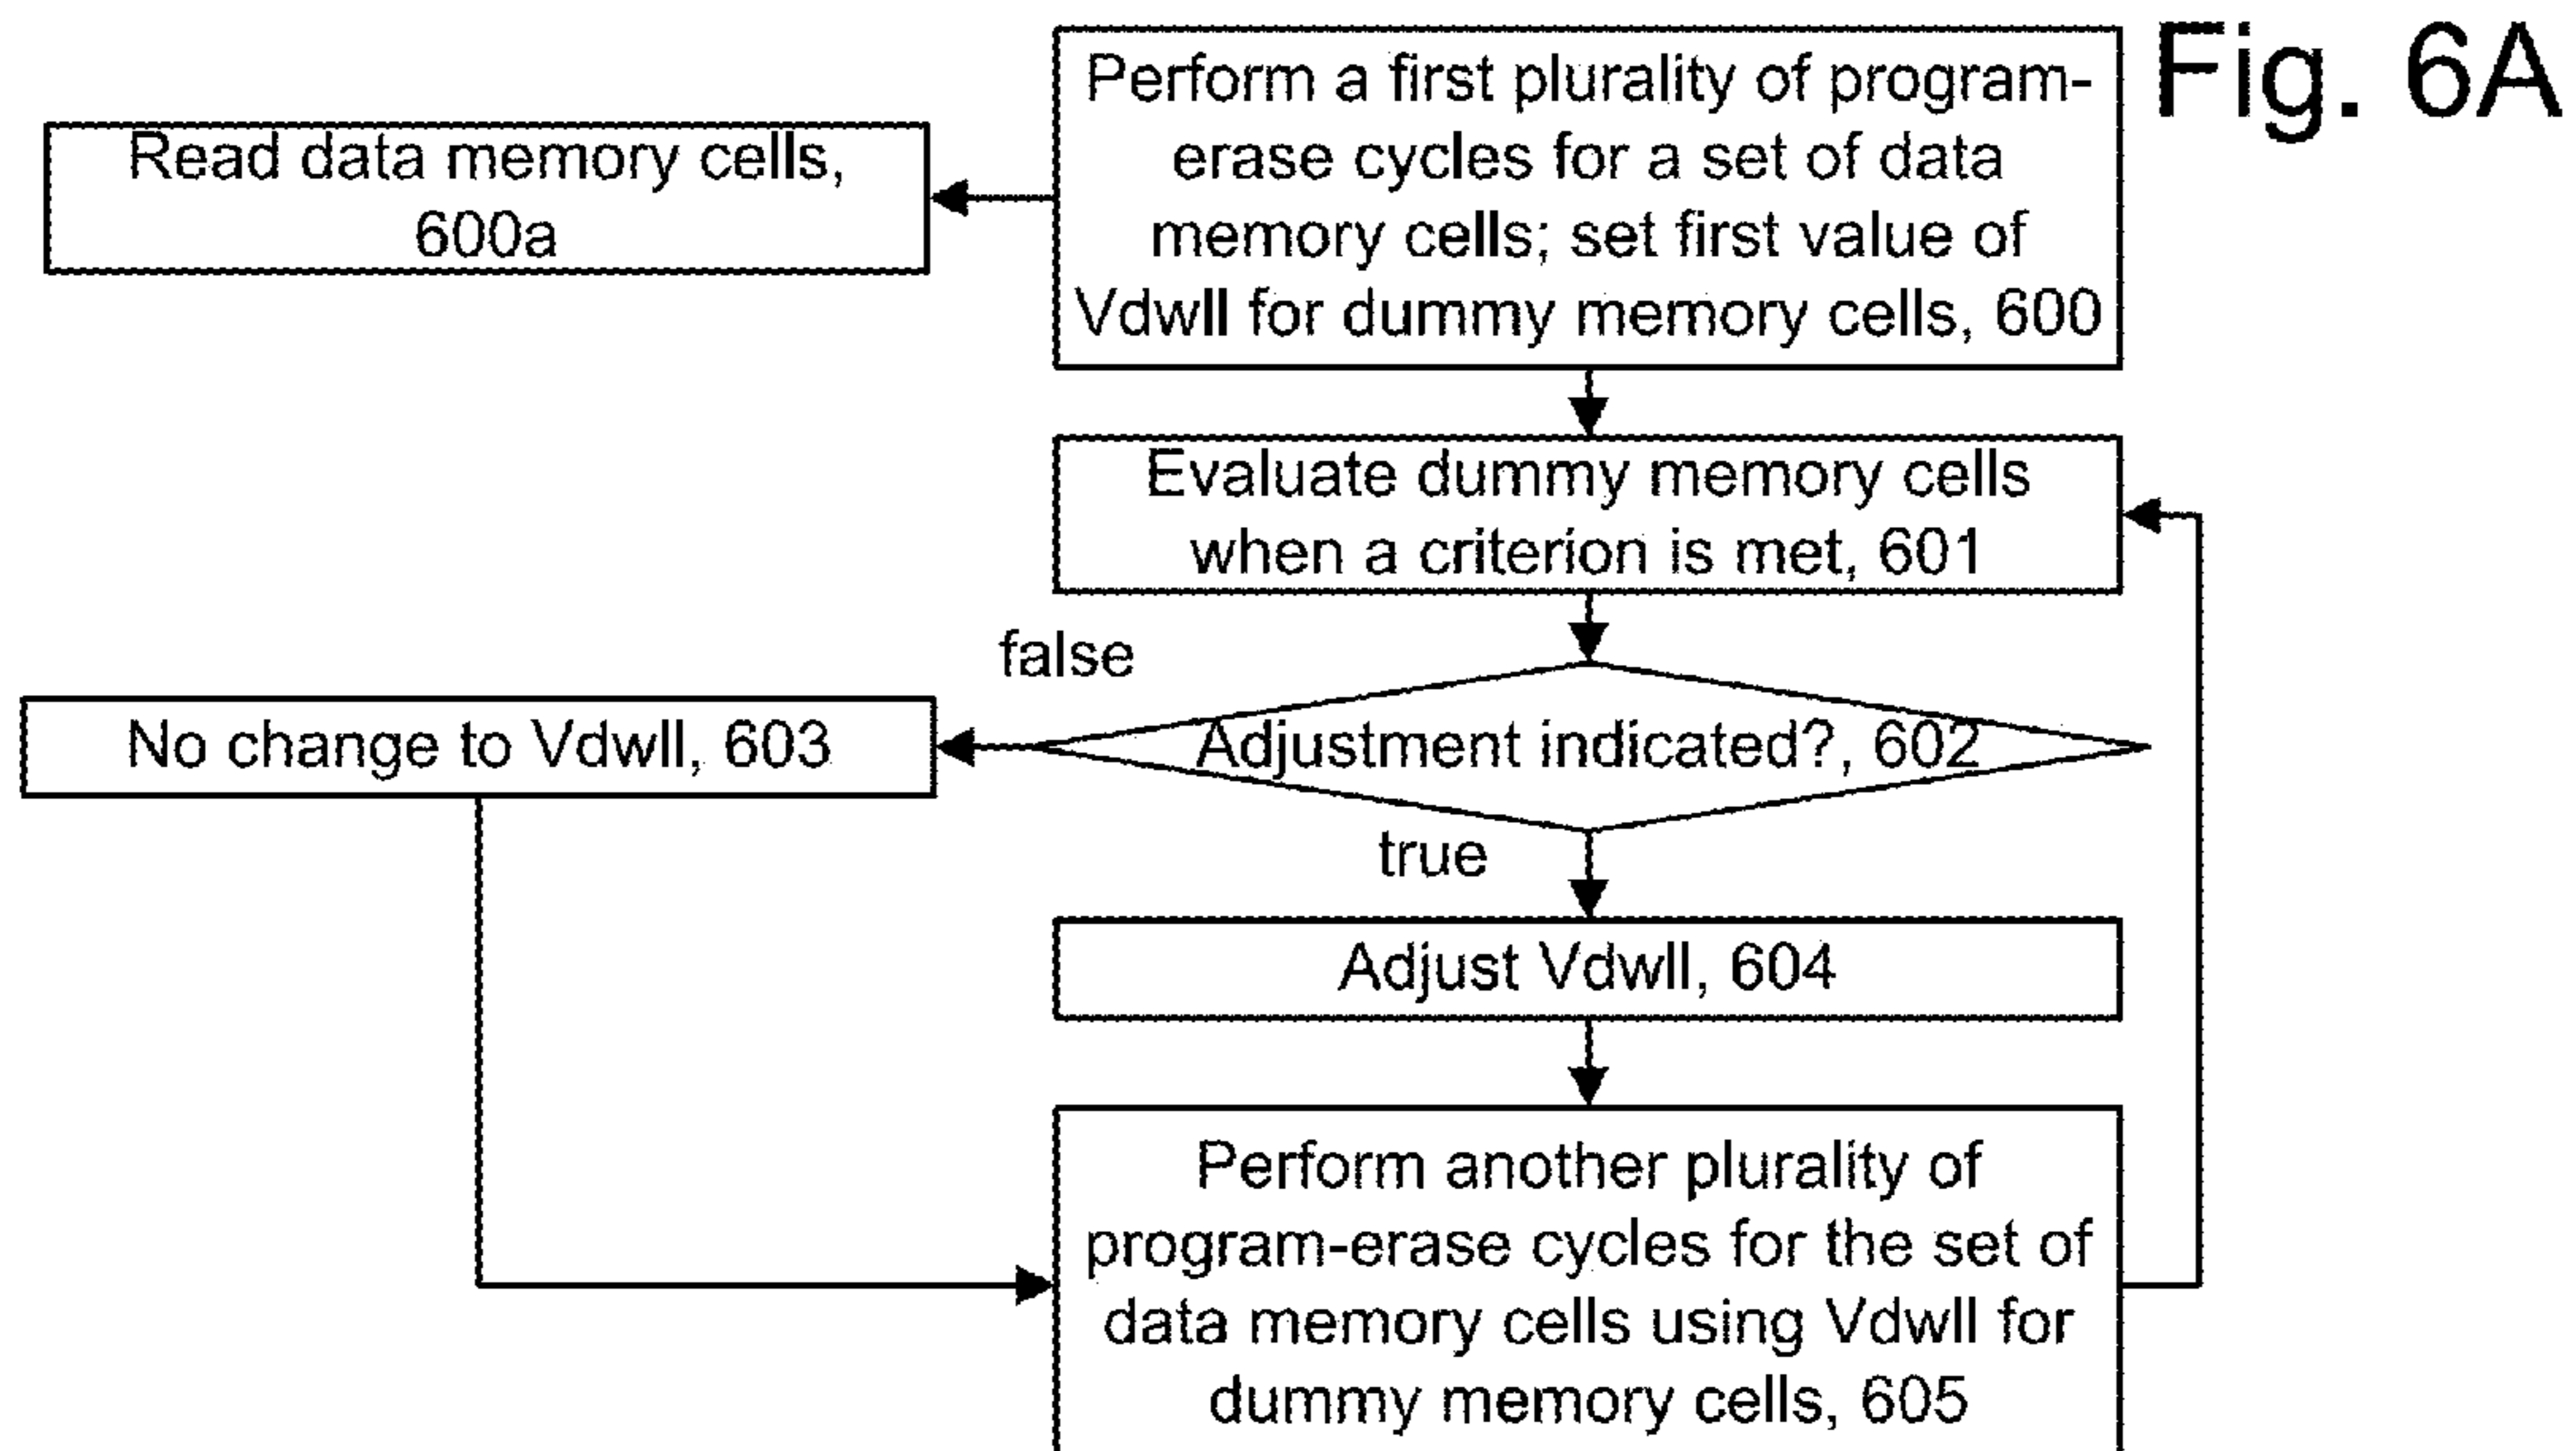 Fig. 6A
Perform a first plurality of program-
erase cycles for a set of data
memory cells; set first value of
Vdwll for dummy memory cells, 600
Read data memory cells,
600a
Evaluate dummy memory cells
when a criterion is met, 601
false
Adjustment indicated?, 602
No change to Vdwll, 603
true
Adjust Vdwll, 604
Perform another plurality of
program-erase cycles for the set of
data memory cells using Vdwll for
dummy memory cells, 605